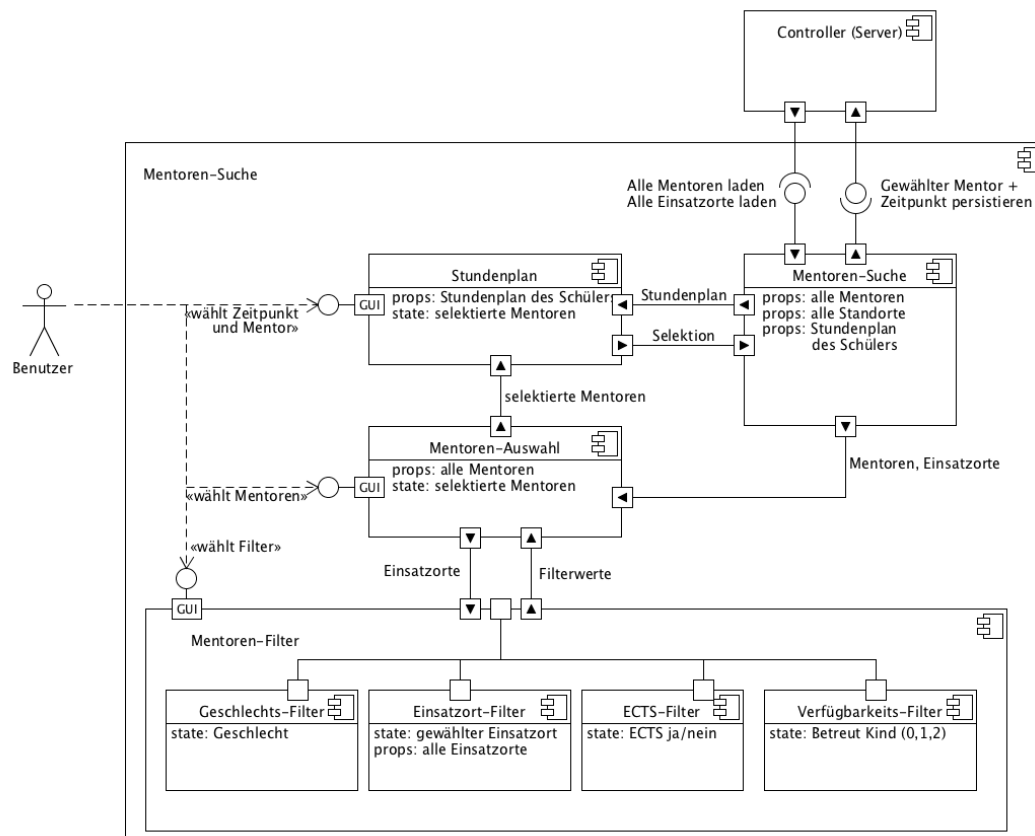 Controller (Server)
Mentoren-Suche
Alle Mentoren laden
Alle Einsatzorte laden
Gewählter Mentor +
Zeitpunkt persistieren
Stundenplan
props: Stundenplan des Schülers
state: selektierte Mentoren
GUI
Stundenplan
Selektion
Mentoren-Suche
props: alle Mentoren
props: alle Standorte
props: Stundenplan
des Schülers
Benutzer
«wählt Zeitpunkt
und Mentor»
selektierte Mentoren
Mentoren-Auswahl
props: alle Mentoren
state: selektierte Mentoren
GUI
Mentoren, Einsatzorte
«wählt Mentoren»
«wählt Filter»
Einsatzorte
Filterwerte
GUI
Mentoren-Filter
Geschlechts-Filter
state: Geschlecht
Einsatzort-Filter
state: gewählter Einsatzort
props: alle Einsatzorte
ECTS-Filter
state: ECTS ja/nein
Verfügbarkeits-Filter
state: Betreut Kind (0,1,2)